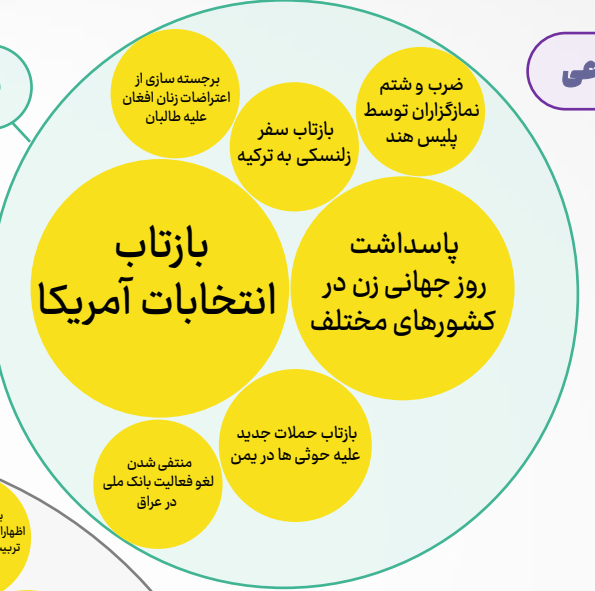 ضرب و شتم
نمازگزاران توسط
پلیس هند
برجسته سازی از
اعتراضات زنان افغان
علیه طالبان
بازتاب سفر
زلنسکی به ترکیه
پاسداشت
روز جهانی زن در
کشورهای مختلف
بازتاب
انتخابات آمریکا
بازتاب حملات جدید
علیه حوثی ها در یمن
منتفی شدن
لغو فعالیت بانک ملی
در عراق